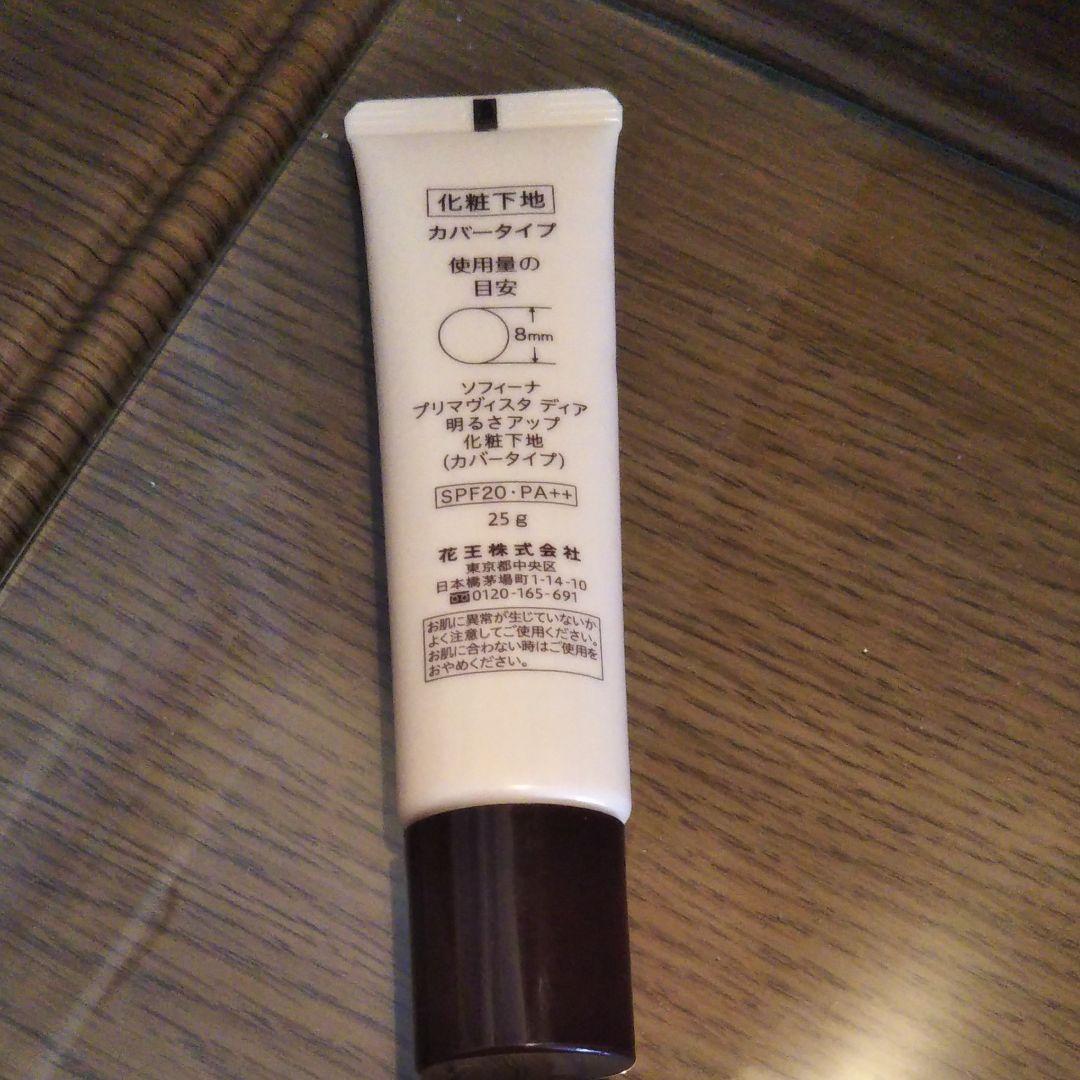 化粧下地
カバータイプ
使用量の
目安
8mm
ソフィーナ
プリマヴィスタ ディア
明るさアップ
化粧下地
(カバータイプ)
SPF20・PA++
25g
花王株式会社
東京都中央区
日本橋茅場町1-14-10
0120-165-691
お肌に異常が生じていないか
よく注意してご使用ください。
お肌に合わない時はご使用を
おやめください。